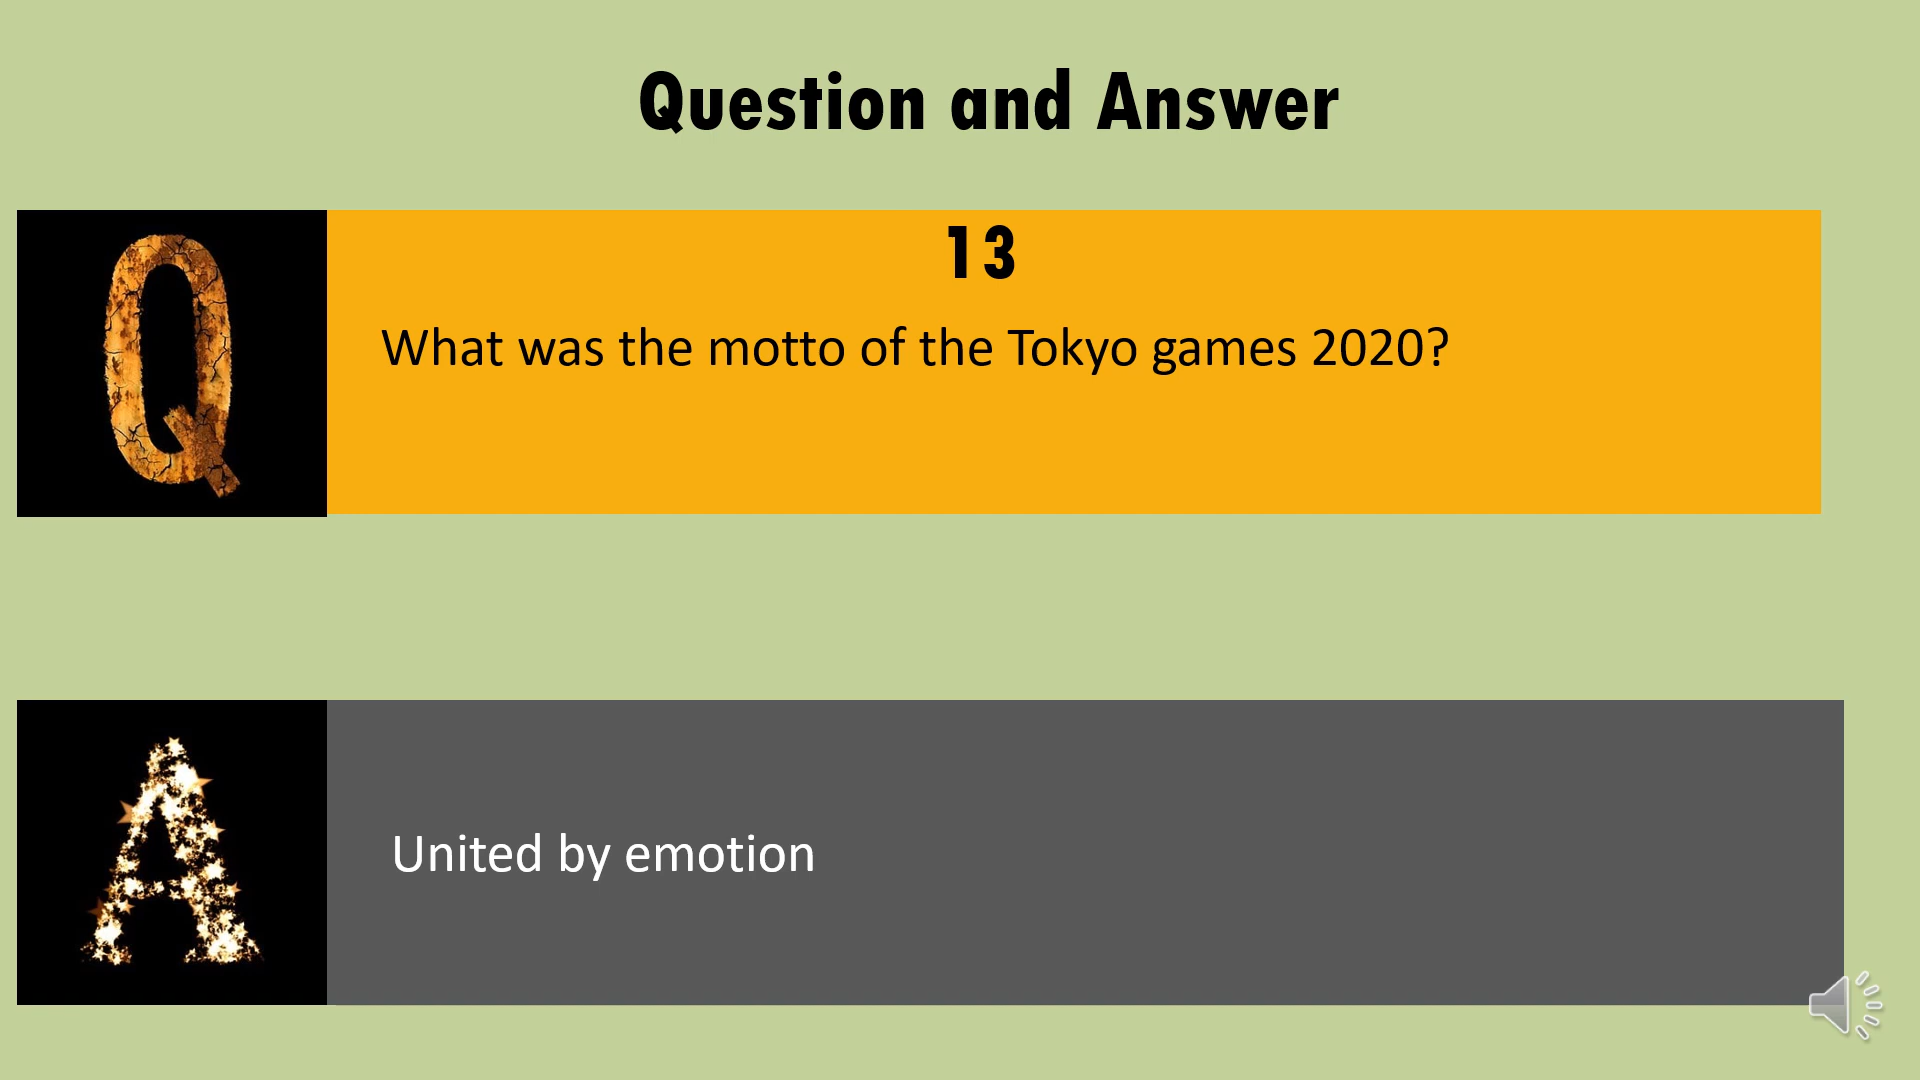 Question and Answer
Q
13
What was the motto of the Tokyo games 2020?
A
United by emotion